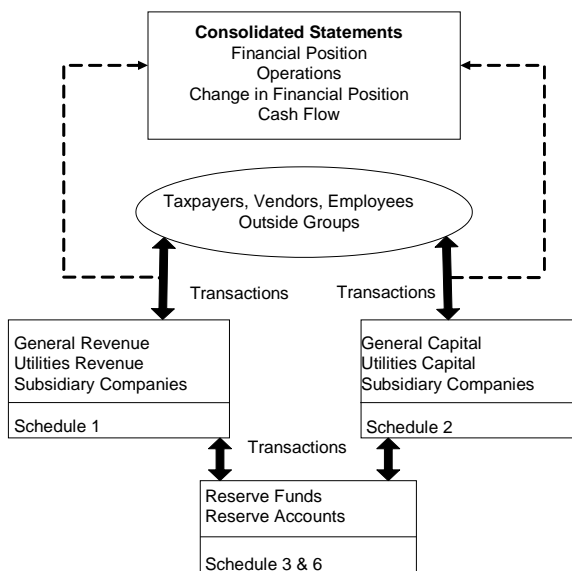 Consolidated Statements
Financial Position
Operations
Change in Financial Position
Cash Flow
Taxpayers, Vendors, Employees
Outside Groups
Transactions
Transactions
General Revenue
Utilities Revenue
Subsidiary Companies
Schedule 1
General Capital
Utilities Capital
Subsidiary Companies
Schedule 2
Transactions
Reserve Funds
Reserve Accounts
Schedule 3 & 6